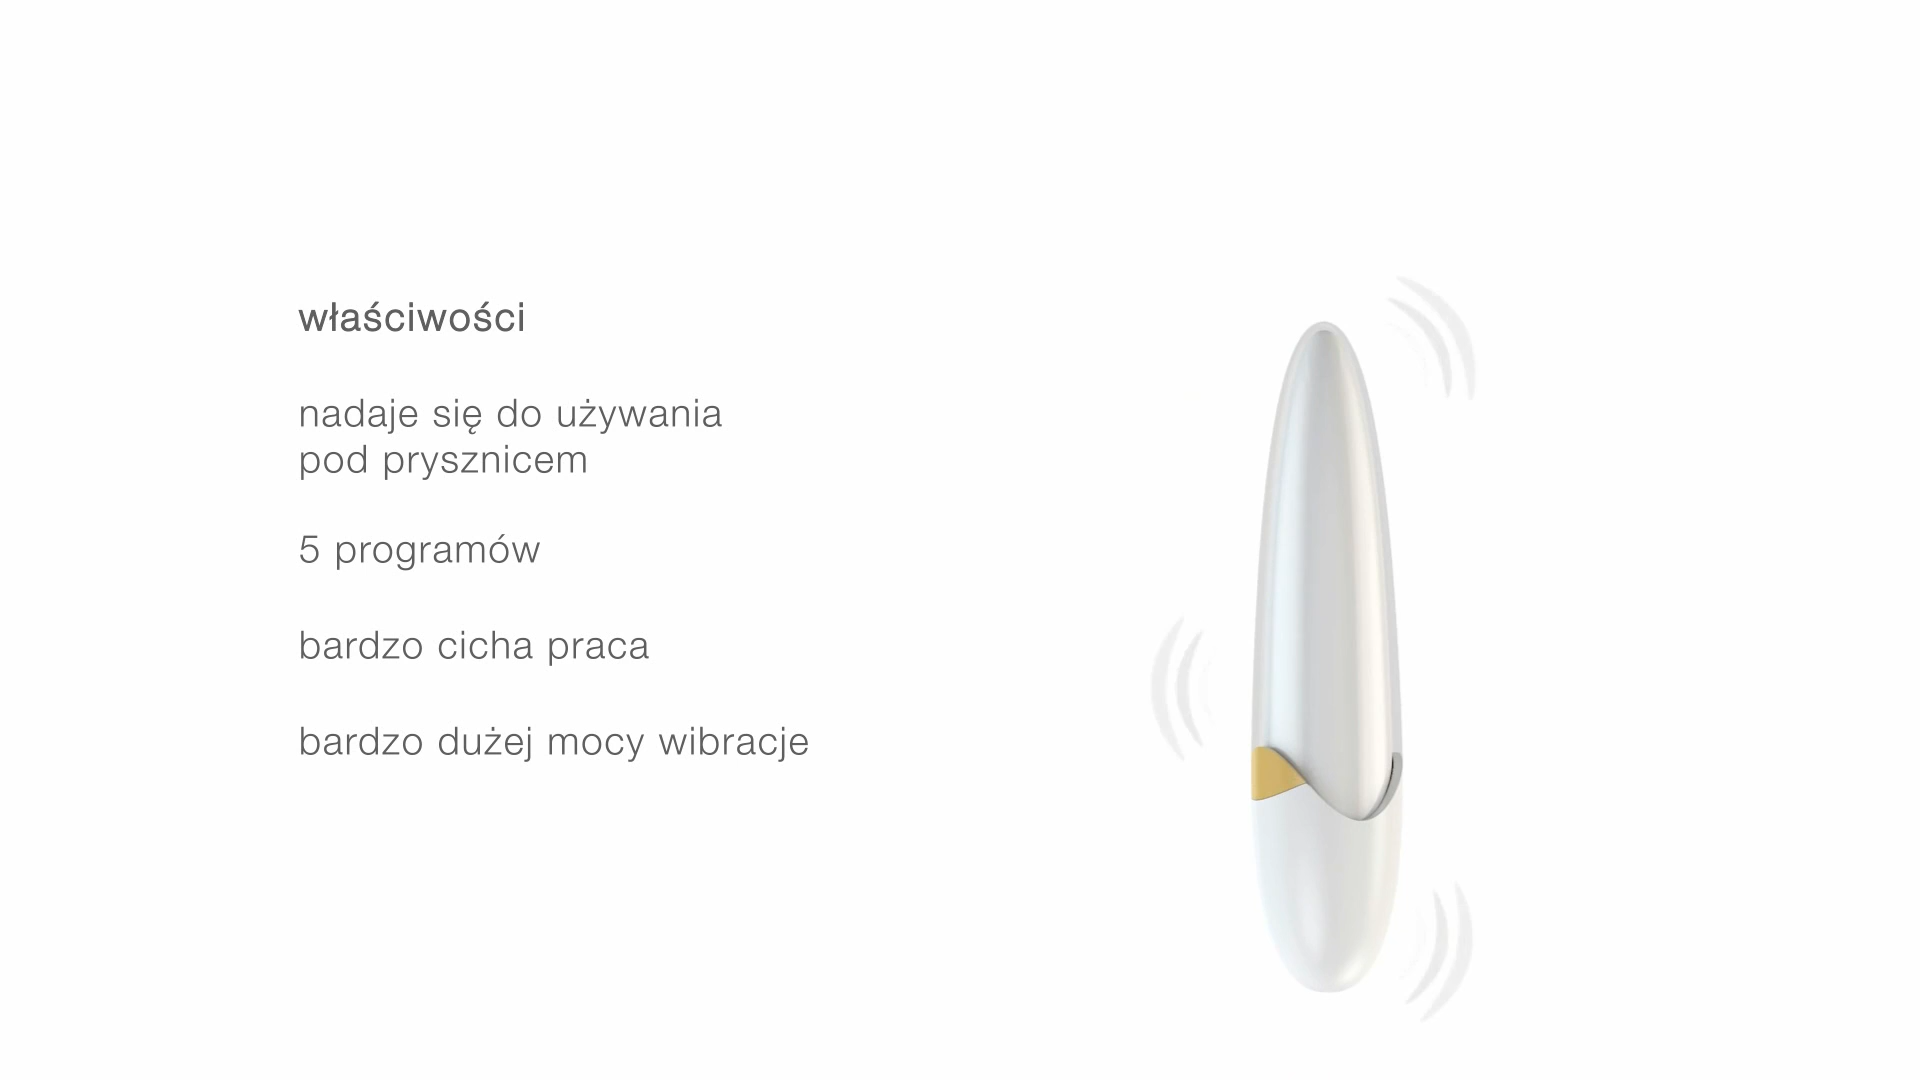 właściwości
nadaje się do używania
pod prysznicem
5 programów
bardzo cicha praca
bardzo dużej mocy wibracje